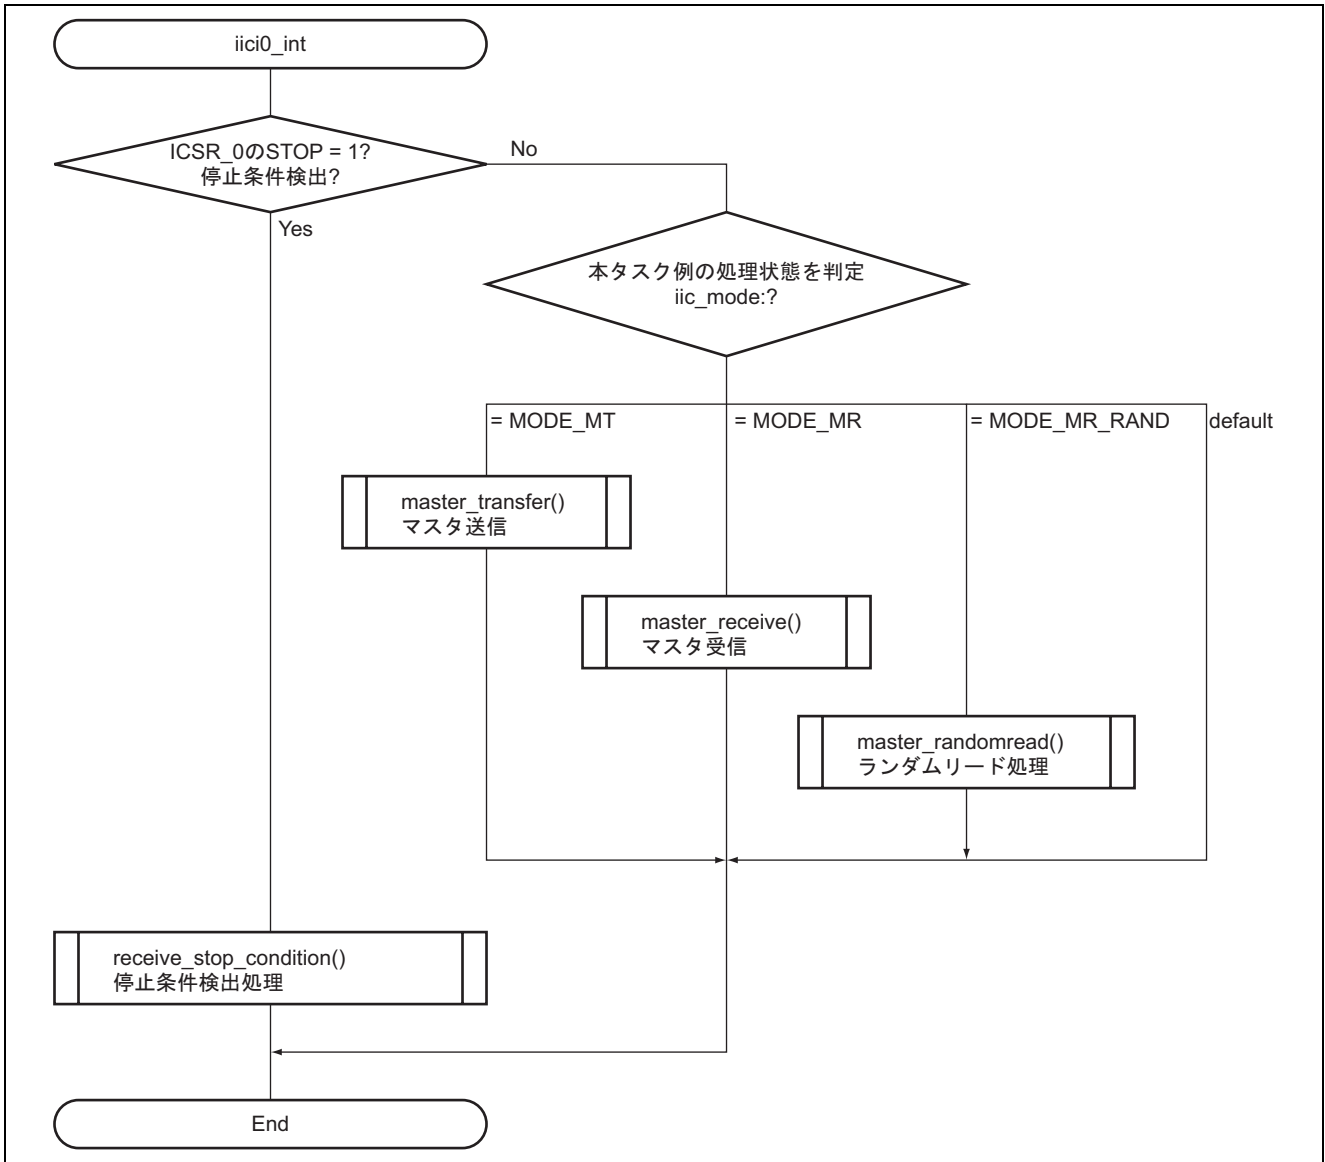 iici0_int
ICSR_0のSTOP = 1?
停止条件検出?
No
Yes
本タスク例の処理状態を判定
iic_mode:?
= MODE_MT
= MODE_MR
= MODE_MR_RAND
default
master_transfer()
マスタ送信
master_receive()
マスタ受信
master_randomread()
ランダムリード処理
receive_stop_condition()
停止条件検出処理
End